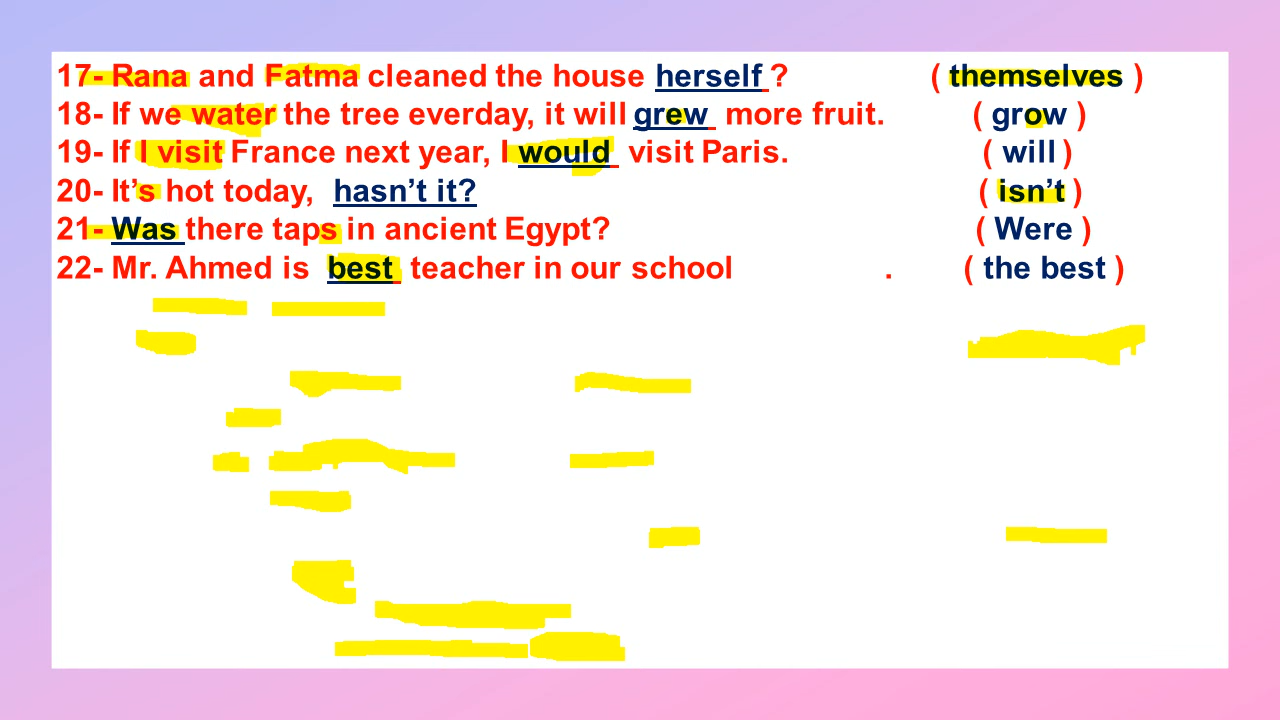 17- Rana and Fatma cleaned the house herself ? ( themselves )
18- If we water the tree everday, it will grew more fruit. ( grow )
19- If I visit France next year, I would visit Paris. ( will )
20- It's hot today, hasn't it? ( isn't )
21- Was there taps in ancient Egypt? ( Were )
22- Mr. Ahmed is best teacher in our school . ( the best )